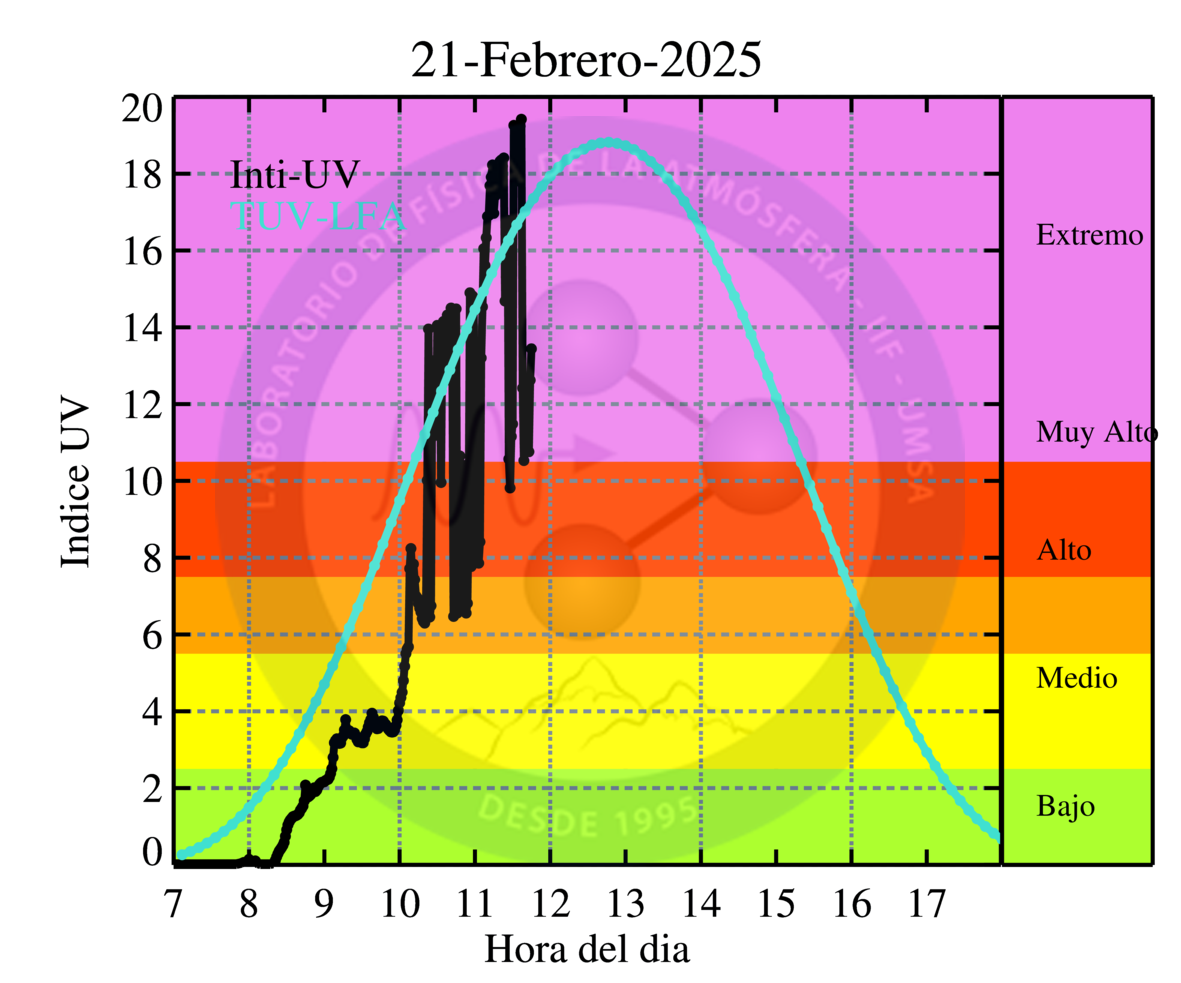 21-Febrero-2025
Indice UV
20
18
16
14
12
10
8
6
4
2
0
Inti-UV
TUV-LFA
LABORATORIO DE FÍSICA DE LA ATMÓSFERA - IIF - UMSA
DESDE 1995
Extremo
Muy Alto
Alto
Medio
Bajo
7 8 9 10 11 12 13 14 15 16 17
Hora del dia